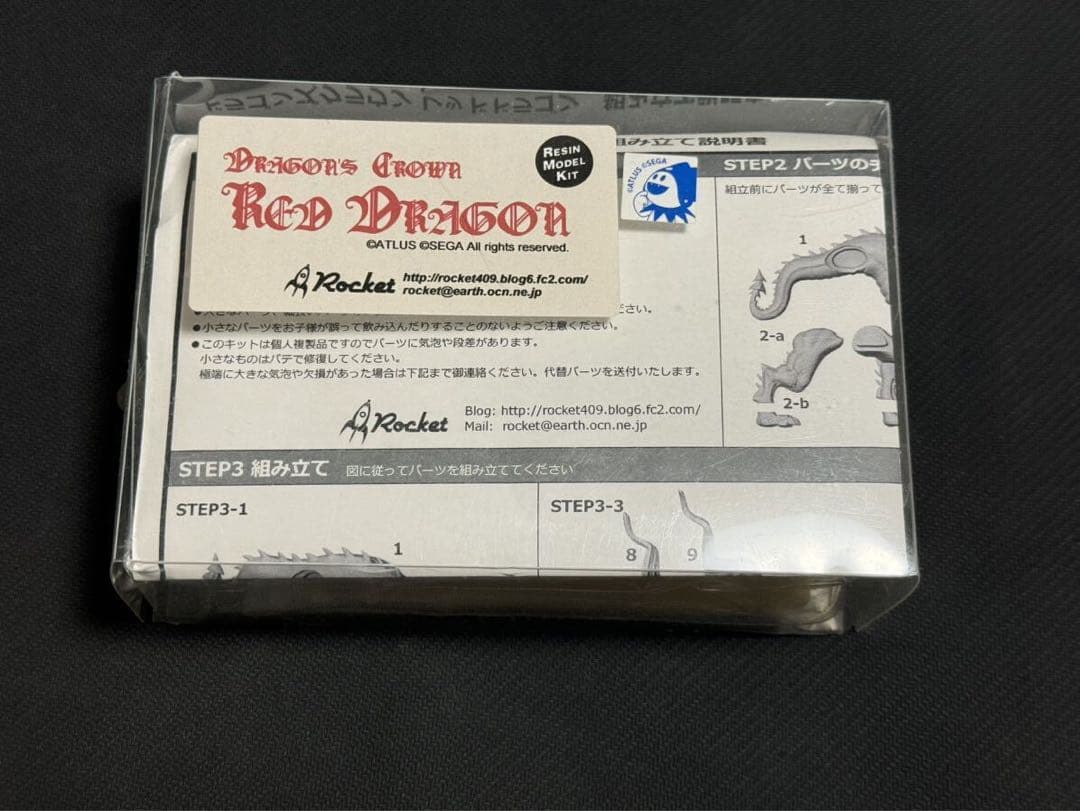 DRAGON'S CROWN
RED DRAGON
RESIN
MODEL
KIT
©ATLUS ©SEGA All rights reserved.
Rocket
http://rocket409.blog6.fc2.com/
rocket@earth.ocn.ne.jp
©ATLUS ©SEGA
組み立て説明書
STEP2 パーツの
組立前にパーツが全て揃って
1
2-a
2-b
●小さなパーツをお子様が誤って飲み込んだりすることのないようご注意ください。
●このキットは個人複製品ですのでパーツに気泡や段差があります。
小さなものはパテで修復してください。
極端に大きな気泡や欠損があった場合は下記まで御連絡ください。代替パーツを送付いたします。
Rocket
Blog: http://rocket409.blog6.fc2.com/
Mail: rocket@earth.ocn.ne.jp
STEP3 組み立て 図に従ってパーツを組み立ててください
STEP3-1
1
STEP3-3
8
9